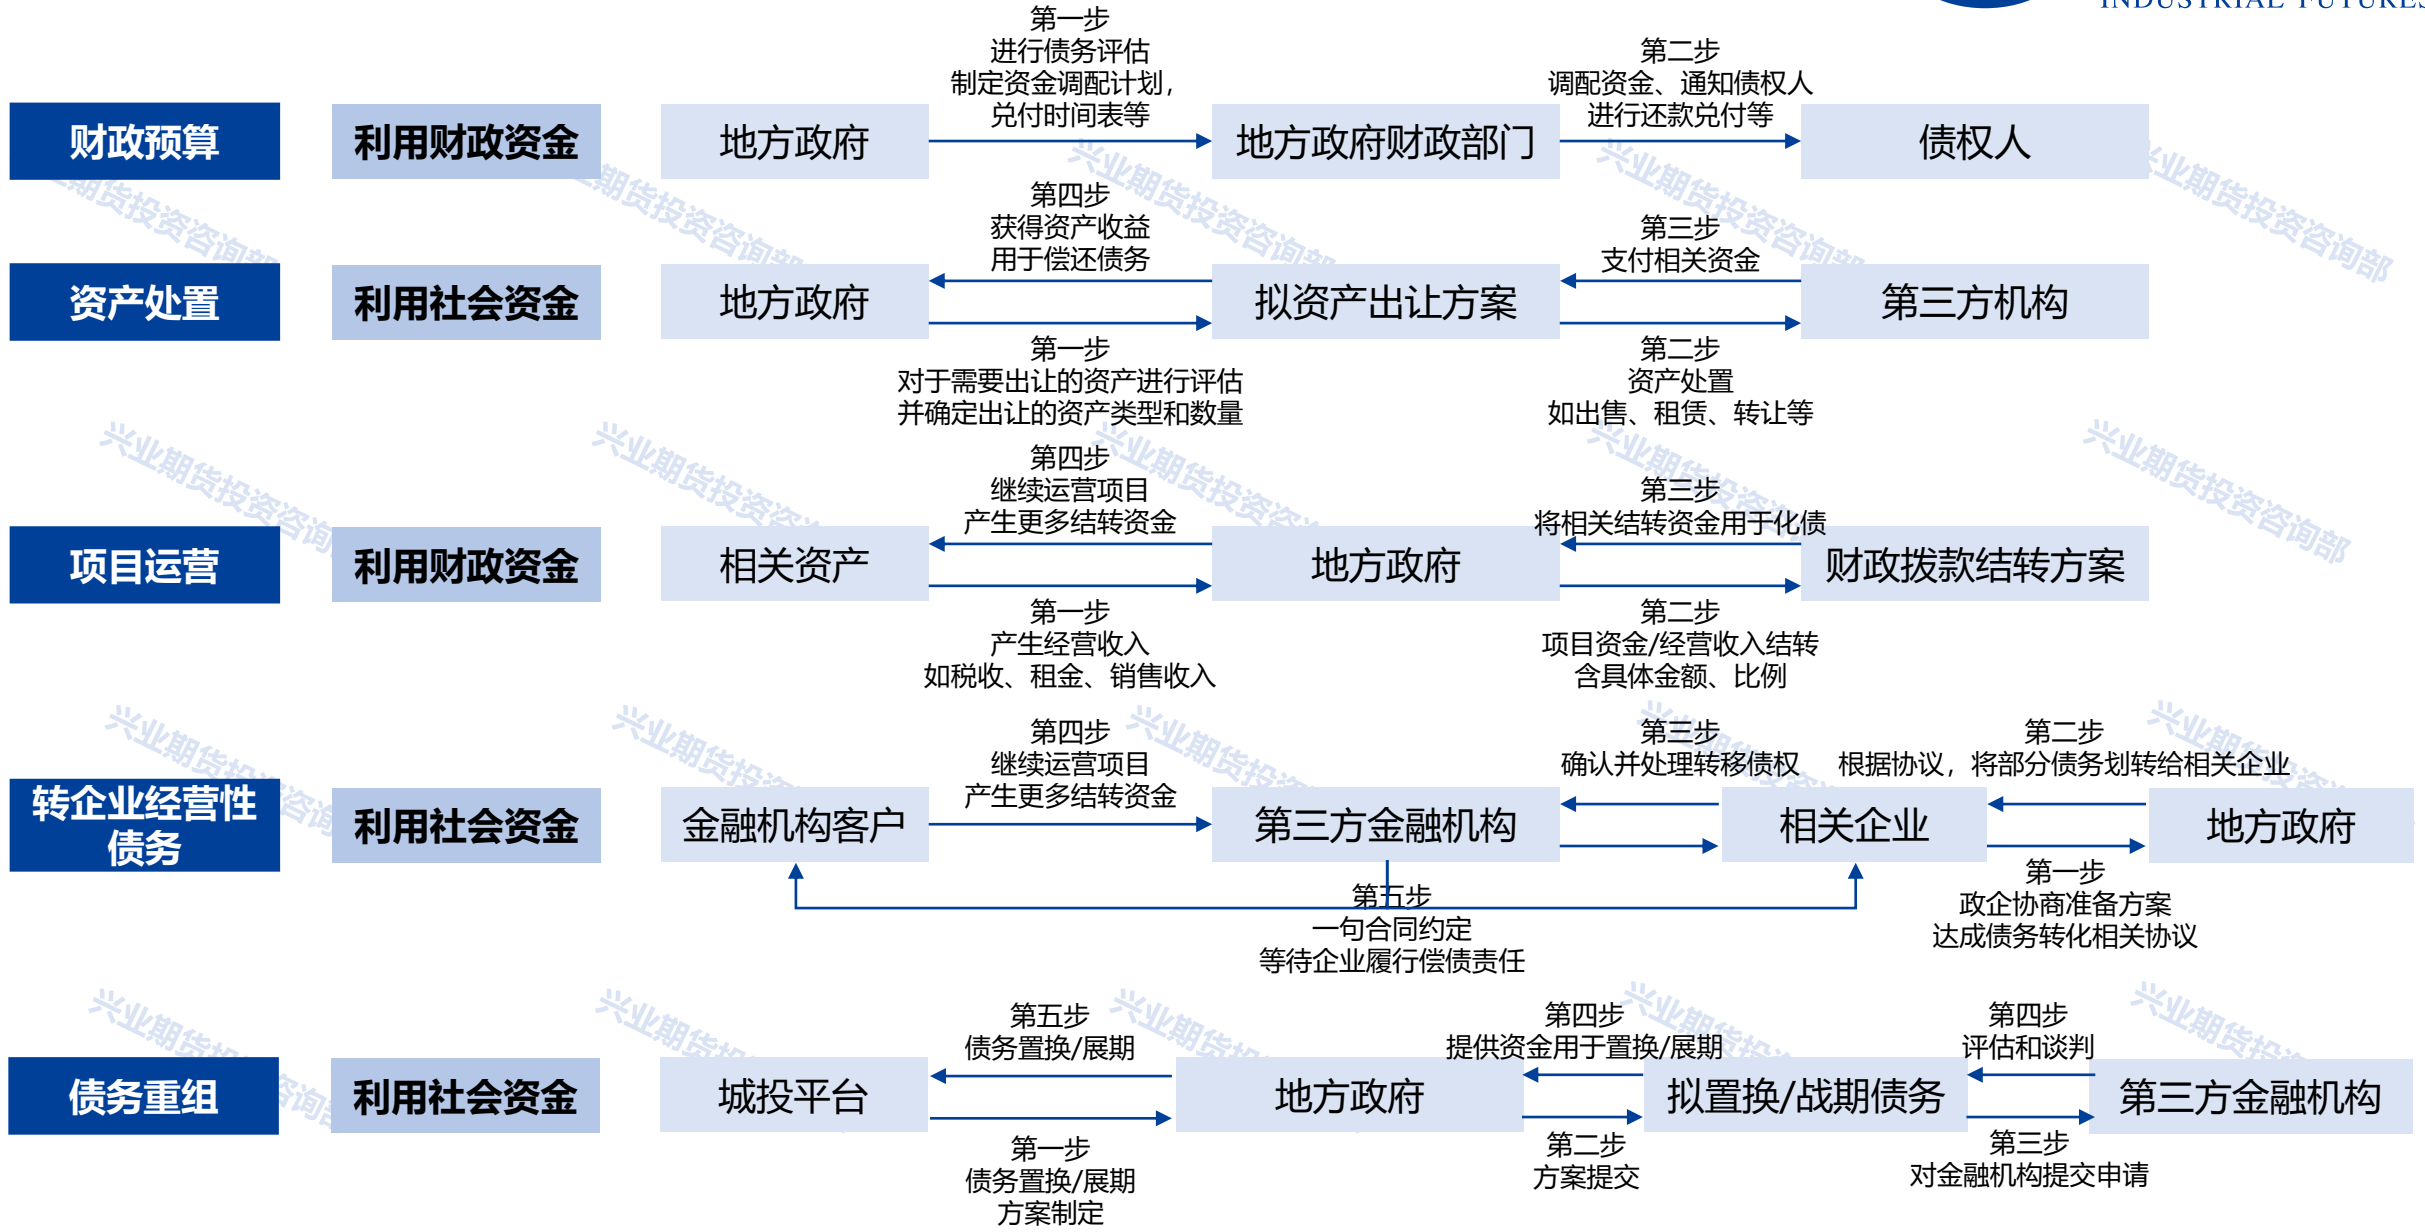 INDUSTRIAL FUTURES
第一步
进行债务评估
制定资金调配计划，
兑付时间表等
第二步
调配资金、通知债权人
进行还款兑付等
财政预算
利用财政资金
地方政府
地方政府财政部门
债权人
第四步
获得资产收益
用于偿还债务
第三步
支付相关资金
资产处置
利用社会资金
地方政府
拟资产出让方案
第三方机构
第一步
对于需要出让的资产进行评估
并确定出让的资产类型和数量
第二步
资产处置
如出售、租赁、转让等
第四步
继续运营项目
产生更多结转资金
第三步
将相关结转资金用于化债
项目运营
利用财政资金
相关资产
地方政府
财政拨款结转方案
第一步
产生经营收入
如税收、租金、销售收入
第二步
项目资金/经营收入结转
含具体金额、比例
第四步
继续运营项目
产生更多结转资金
第三步
确认并处理转移债权
第二步
根据协议，将部分债务划转给相关企业
转企业经营性
债务
利用社会资金
金融机构客户
第三方金融机构
相关企业
地方政府
第五步
一句合同约定
等待企业履行偿债责任
第一步
政企协商准备方案
达成债务转化相关协议
第五步
债务置换/展期
第四步
提供资金用于置换/展期
第四步
评估和谈判
债务重组
利用社会资金
城投平台
地方政府
拟置换/战期债务
第三方金融机构
第一步
债务置换/展期
方案制定
第二步
方案提交
第三步
对金融机构提交申请
兴业期货投资咨询部